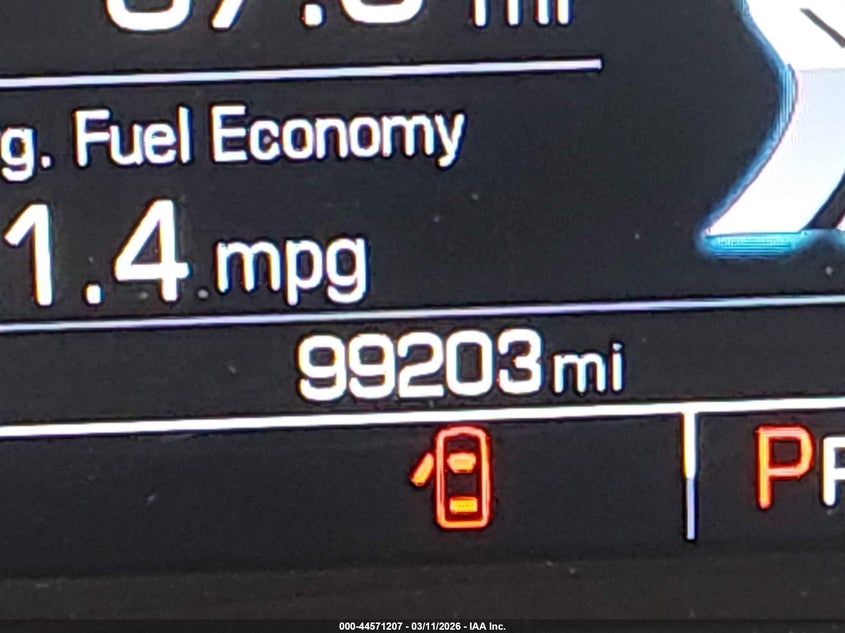 g. Fuel Economy
1.4 mpg
99203 mi
P
000-44571207 - 03/11/2026 - IAA Inc.